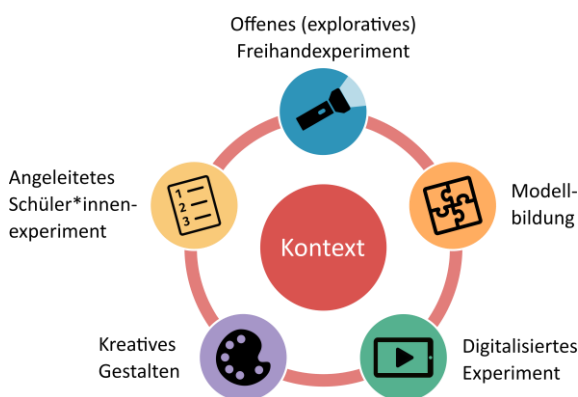 Offenes (exploratives)
Freihandexperiment
Angeleitetes
Schüler*innen-
experiment
1
2
3
Modell-
bildung
Kontext
Kreatives
Gestalten
Digitalisiertes
Experiment